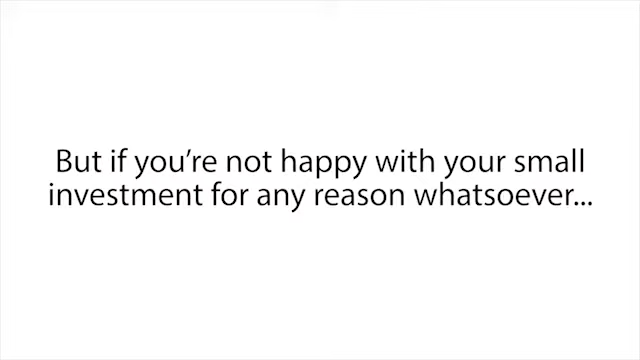 But if you’re not happy with your small
investment for any reason whatsoever...